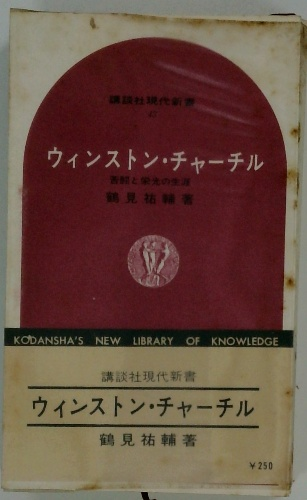 講談社現代新書
ウィンストン・チャーチル
苦闘と栄光の生涯
鶴見祐輔著
KODANSHA'S NEW LIBRARY OF KNOWLEDGE
講談社現代新書
ウィンストン・チャーチル
鶴見祐輔著
¥250